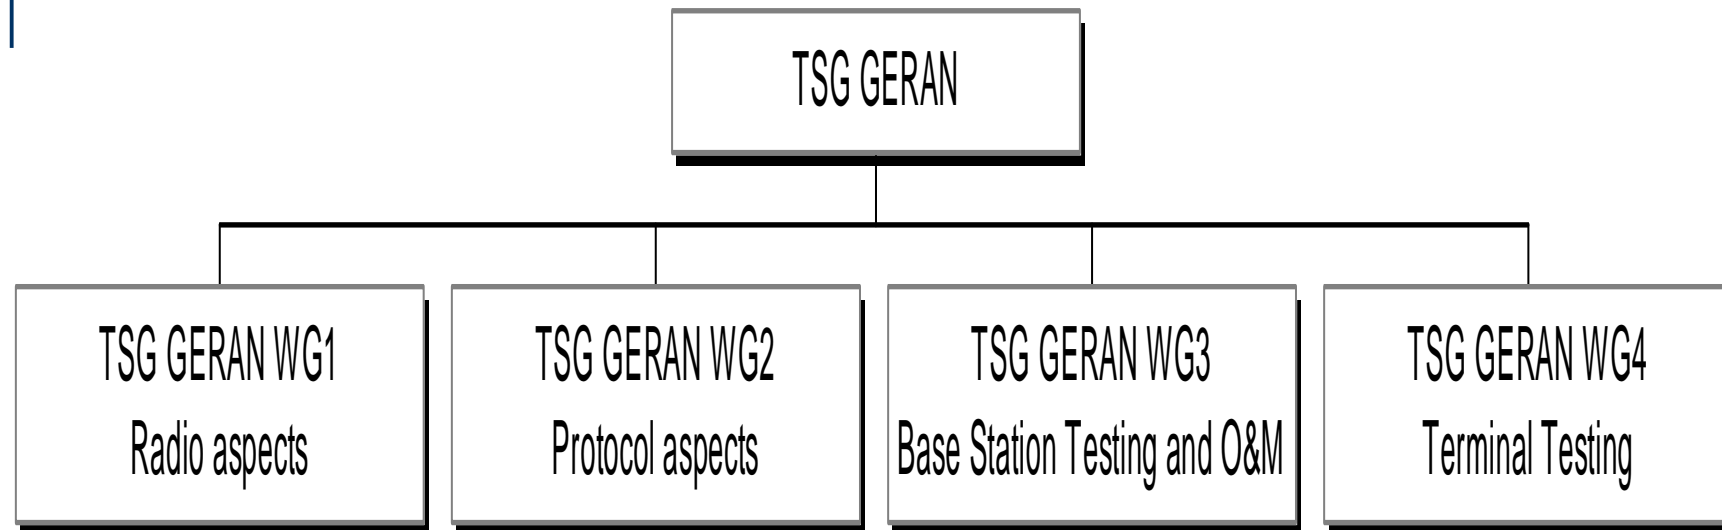 TSG GERAN
TSG GERAN WG1
Radio aspects
TSG GERAN WG2
Protocol aspects
TSG GERAN WG3
Base Station Testing and O&M
TSG GERAN WG4
Terminal Testing